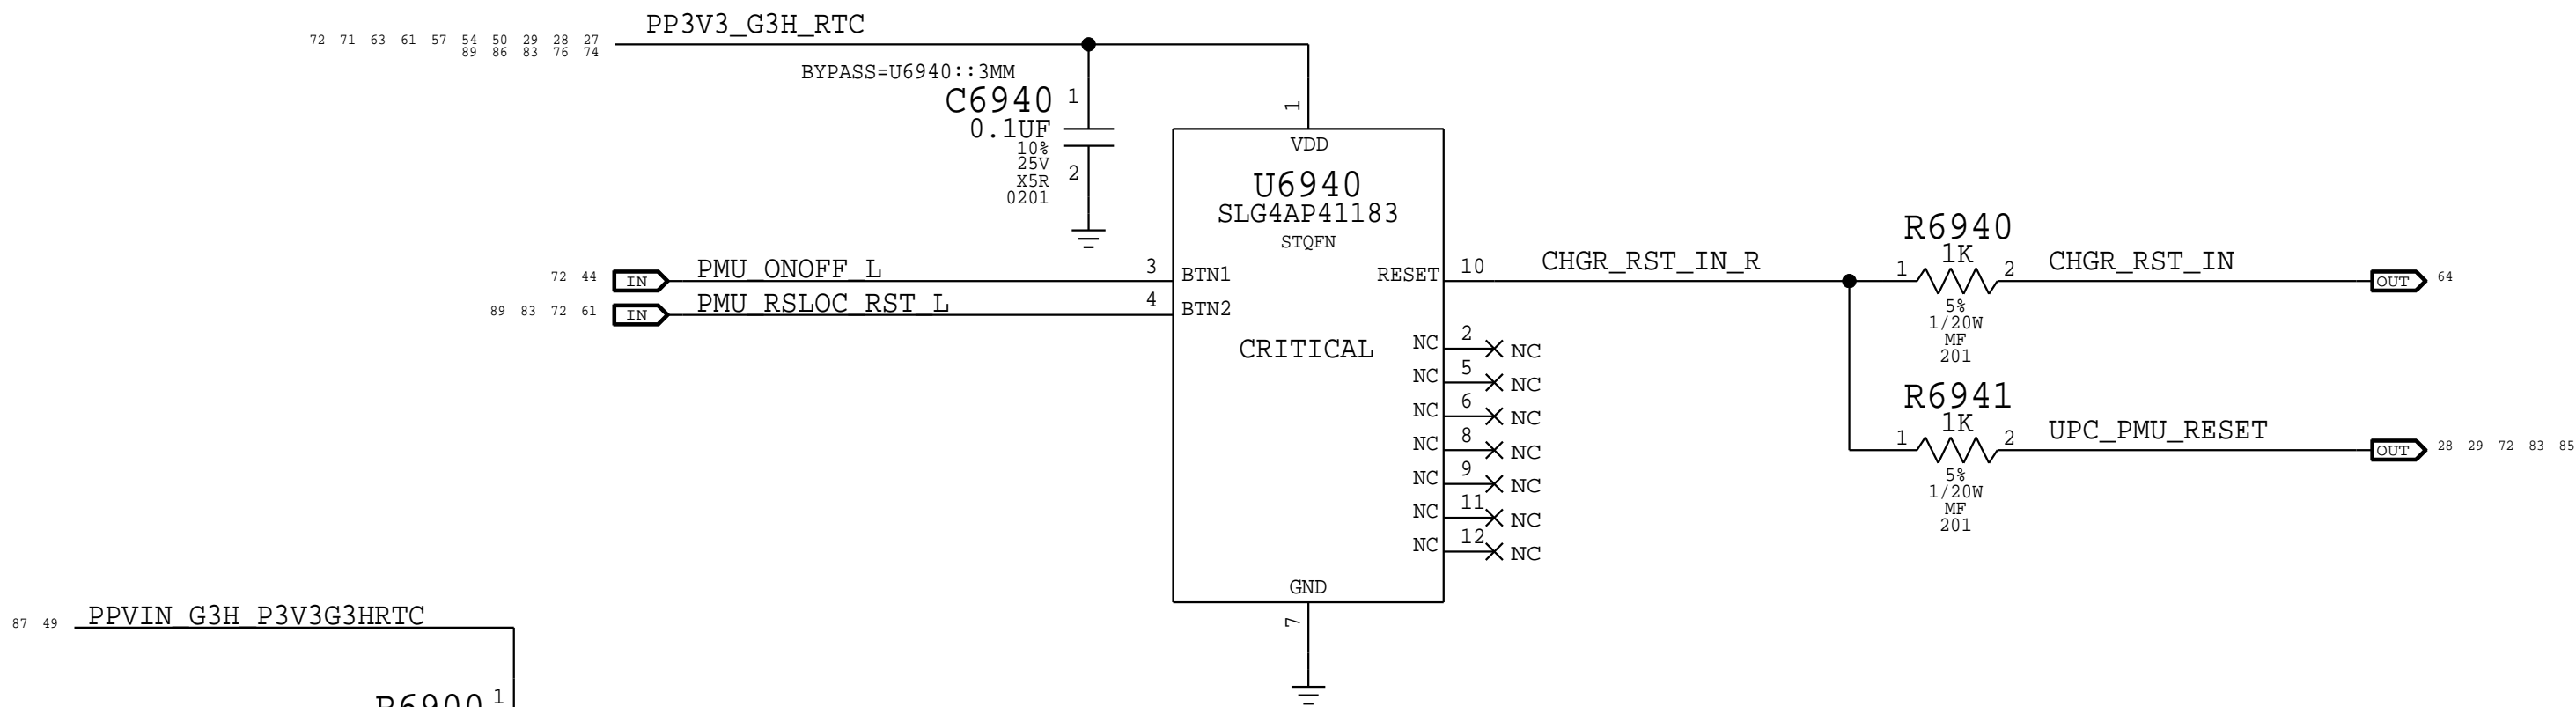 PP3V3_G3H_RTC
72 71 63 61 57 54 50 29 28 27
89 86 83 76 74
BYPASS=U6940::3MM
C6940 1
0.1UF
10%
25V
X5R
0201
2
1
VDD
U6940
SLG4AP41183
STQFN
72 44 IN PMU_ONOFF_L 3 BTN1
89 83 72 61 IN PMU_RSLOC_RST_L 4 BTN2
CRITICAL
RESET 10 CHGR_RST_IN_R
NC 2 NC
NC 5 NC
NC 6 NC
NC 8 NC
NC 9 NC
NC 11 NC
NC 12 NC
GND
7
R6940
1K
1 2 CHGR_RST_IN OUT 64
5%
1/20W
MF
201
R6941
1K
1 2 UPC_PMU_RESET OUT 28 29 72 83 85
5%
1/20W
MF
201
87 49 PPVIN_G3H_P3V3G3HRTC
R6900 1